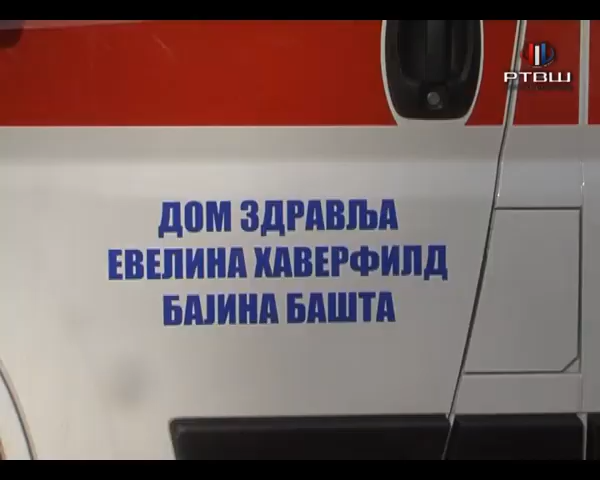 РТВШ
ДОМ ЗДРАВЉА
ЕВЕЛИНА ХАВЕРФИЛД
БАЈИНА БАШТА